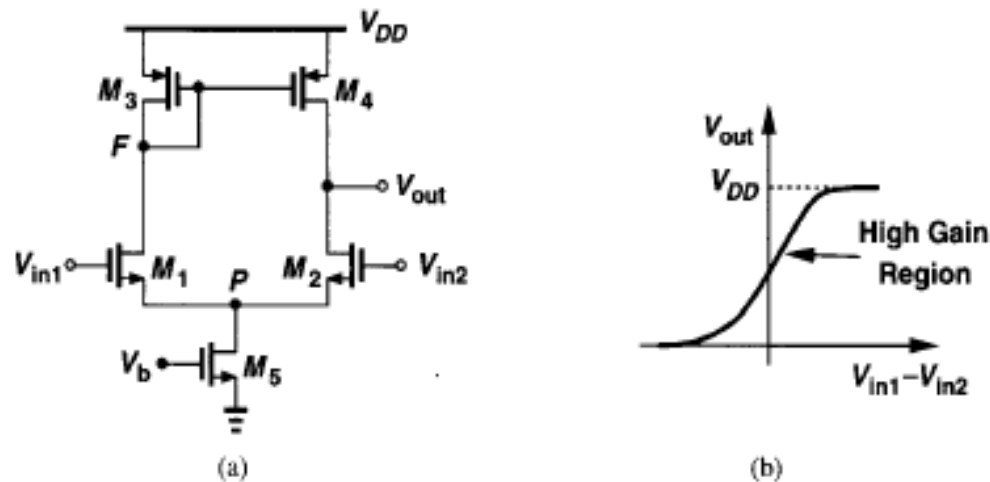 V_DD
M_3
M_4
F
V_out
V_in1
M_1
M_2
V_in2
P
V_b
M_5
(a)
V_out
V_DD
High Gain
Region
V_in1–V_in2
(b)